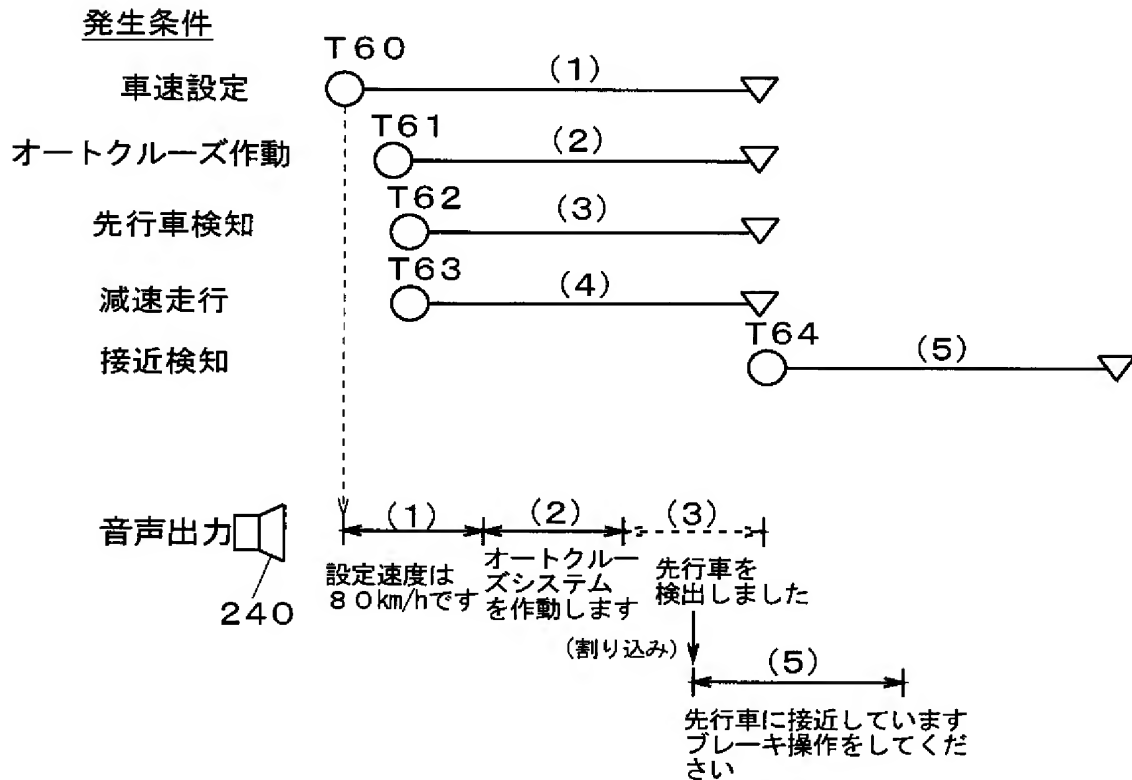 発生条件
T60
車速設定
(1)
T61
オートクルーズ作動
(2)
T62
先行車検知
(3)
T63
減速走行
(4)
T64
接近検知
(5)
音声出力
(1)
(2)
(3)
240
設定速度は
80km/hです
オートクルー
ズシステム
を作動します
先行車を
検出しました
(割り込み)
(5)
先行車に接近しています
ブレーキ操作をしてくだ
さい